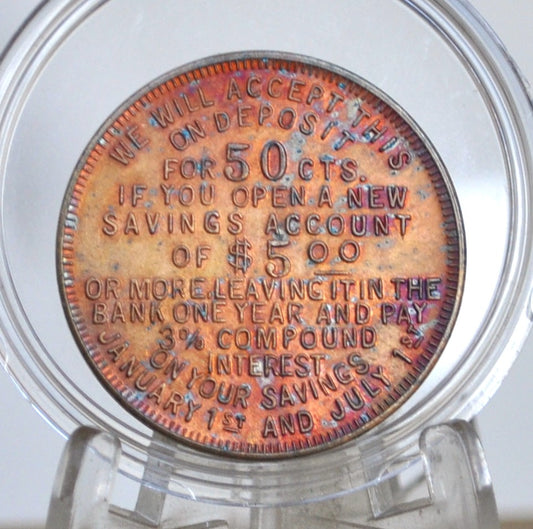 WE WILL ACCEPT THIS
ON DEPOSIT
FOR 50 CTS.
IF YOU OPEN A NEW
SAVINGS ACCOUNT
OF $5 00
OR MORE.LEAVING IT IN THE
BANK ONE YEAR AND PAY
3% COMPOUND
INTEREST
ON YOUR SAVINGS
JANUARY 1ST AND JULY 1ST